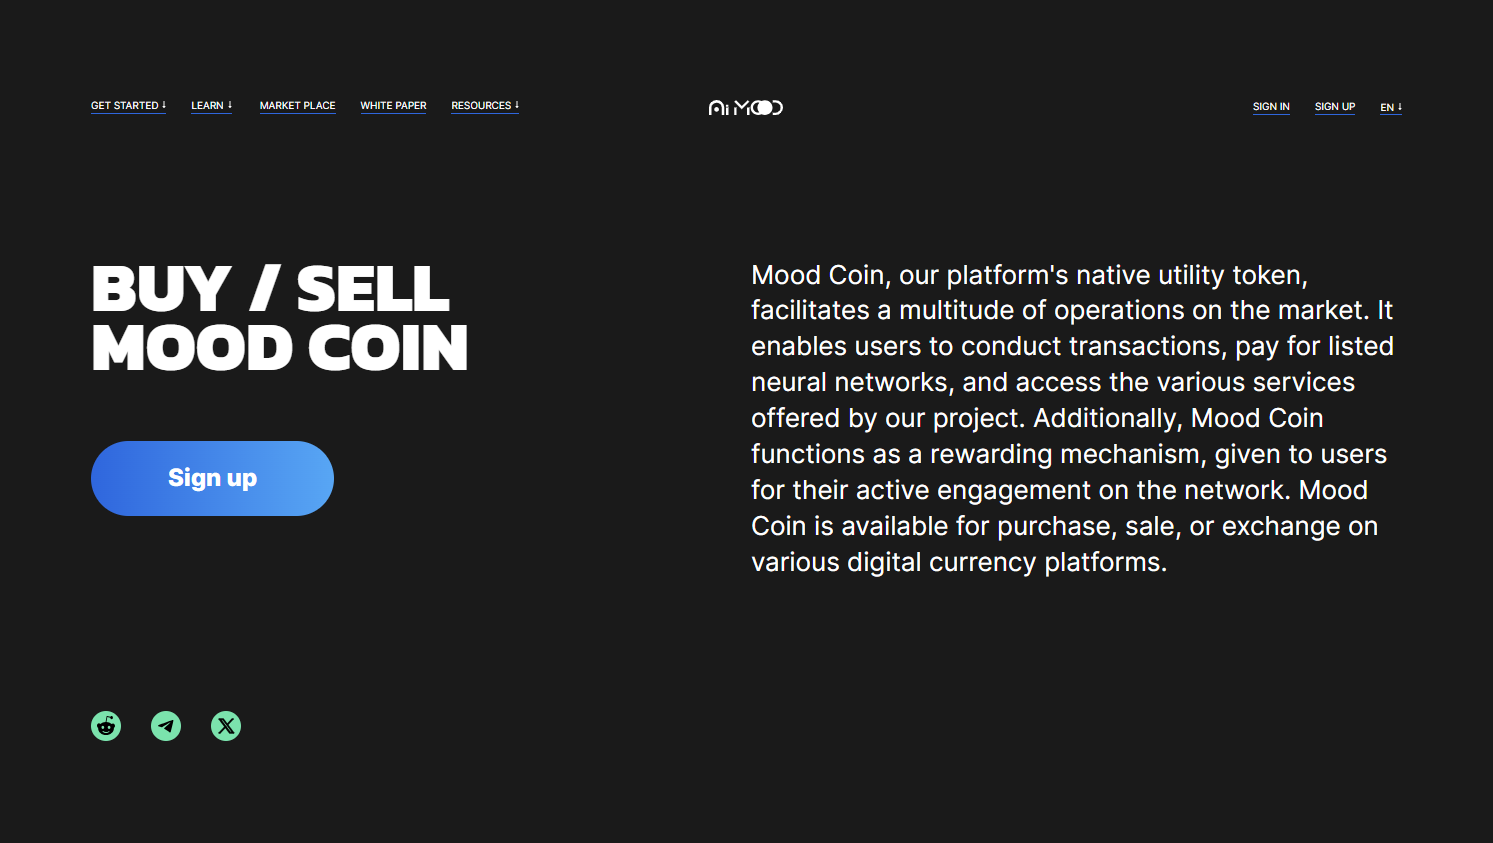 GET STARTED ↓
LEARN ↓
MARKET PLACE
WHITE PAPER
RESOURCES ↓
Ai MOOD
SIGN IN
SIGN UP
EN ↓
BUY / SELL
MOOD COIN
Sign up
Mood Coin, our platform's native utility token,
facilitates a multitude of operations on the market. It
enables users to conduct transactions, pay for listed
neural networks, and access the various services
offered by our project. Additionally, Mood Coin
functions as a rewarding mechanism, given to users
for their active engagement on the network. Mood
Coin is available for purchase, sale, or exchange on
various digital currency platforms.